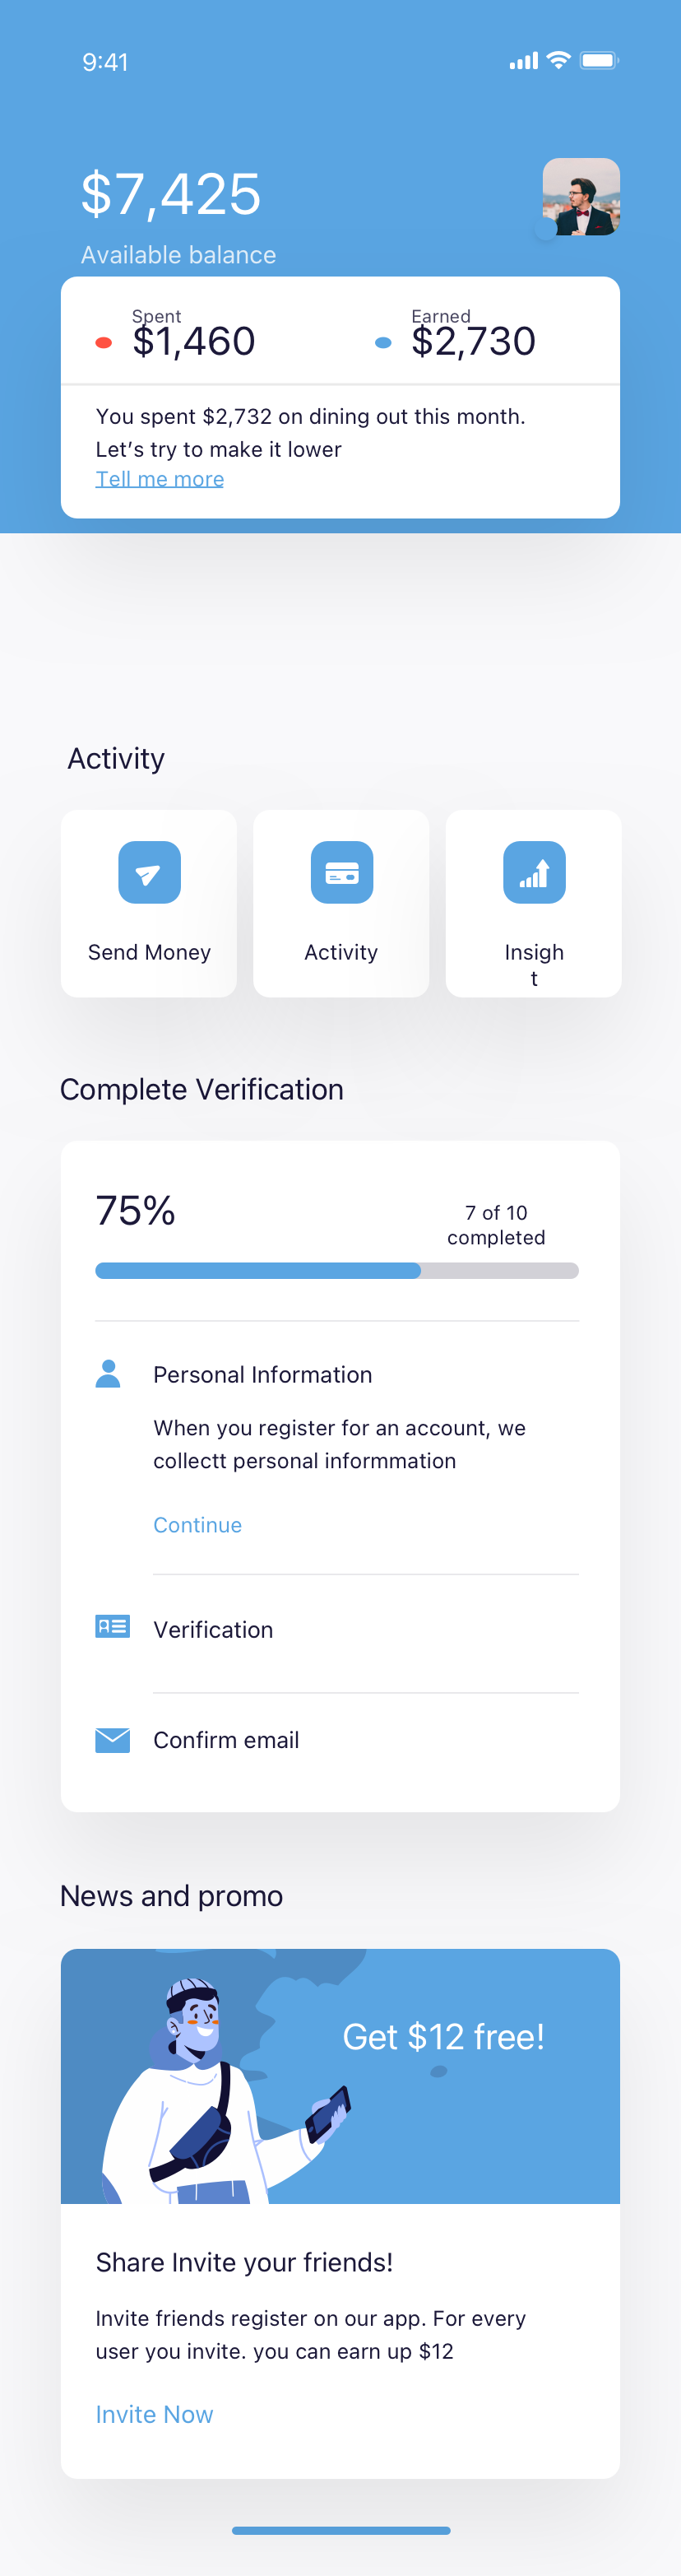 9:41
$7,425
Available balance
Spent
$1,460
Earned
$2,730
You spent $2,732 on dining out this month.
Let’s try to make it lower
Tell me more
Activity
Send Money
Activity
Insigh
t
Complete Verification
75%
7 of 10
completed
Personal Information
When you register for an account, we
collectt personal informmation
Continue
Verification
Confirm email
News and promo
Get $12 free!
Share Invite your friends!
Invite friends register on our app. For every
user you invite. you can earn up $12
Invite Now